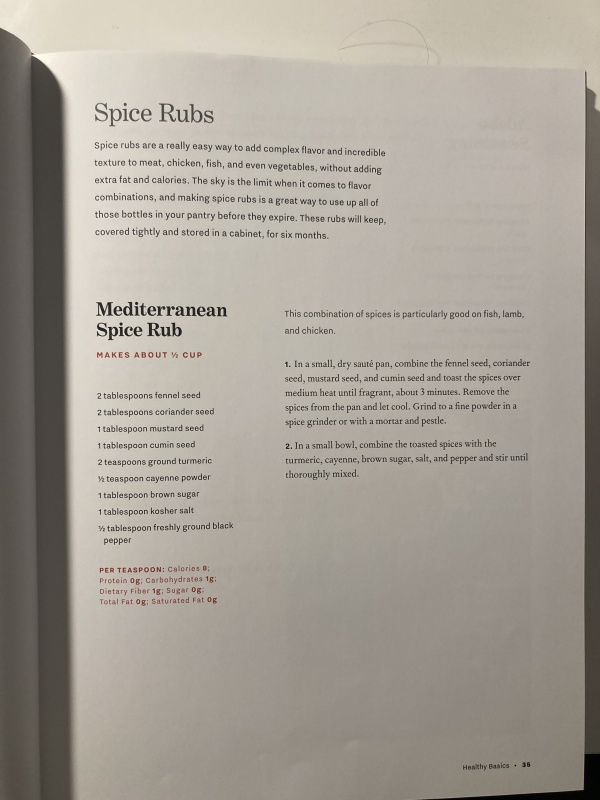 Spice Rubs
Spice rubs are a really easy way to add complex flavor and incredible
texture to meat, chicken, fish, and even vegetables, without adding
extra fat and calories. The sky is the limit when it comes to flavor
combinations, and making spice rubs is a great way to use up all of
those bottles in your pantry before they expire. These rubs will keep,
covered tightly and stored in a cabinet, for six months.
Mediterranean
Spice Rub
MAKES ABOUT ½ CUP
2 tablespoons fennel seed
2 tablespoons coriander seed
1 tablespoon mustard seed
1 tablespoon cumin seed
2 teaspoons ground turmeric
½ teaspoon cayenne powder
1 tablespoon brown sugar
1 tablespoon kosher salt
½ tablespoon freshly ground black
pepper
PER TEASPOON: Calories 8;
Protein 0g; Carbohydrates 1g;
Dietary Fiber 1g; Sugar 0g;
Total Fat 0g; Saturated Fat 0g
This combination of spices is particularly good on fish, lamb,
and chicken.
1. In a small, dry sauté pan, combine the fennel seed, coriander
seed, mustard seed, and cumin seed and toast the spices over
medium heat until fragrant, about 3 minutes. Remove the
spices from the pan and let cool. Grind to a fine powder in a
spice grinder or with a mortar and pestle.
2. In a small bowl, combine the toasted spices with the
turmeric, cayenne, brown sugar, salt, and pepper and stir until
thoroughly mixed.
Healthy Basics • 35